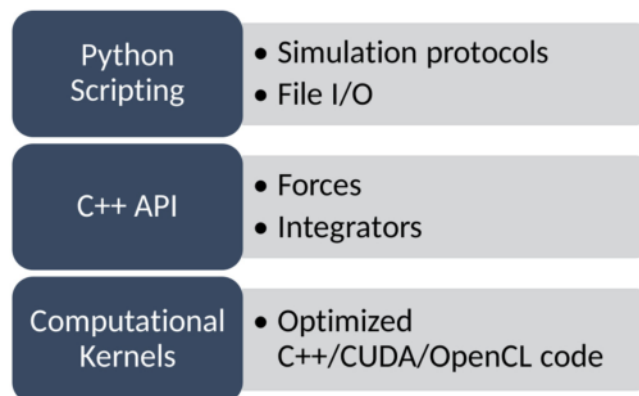 Python
Scripting
• Simulation protocols
• File I/O
C++ API
• Forces
• Integrators
Computational
Kernels
• Optimized
C++/CUDA/OpenCL code